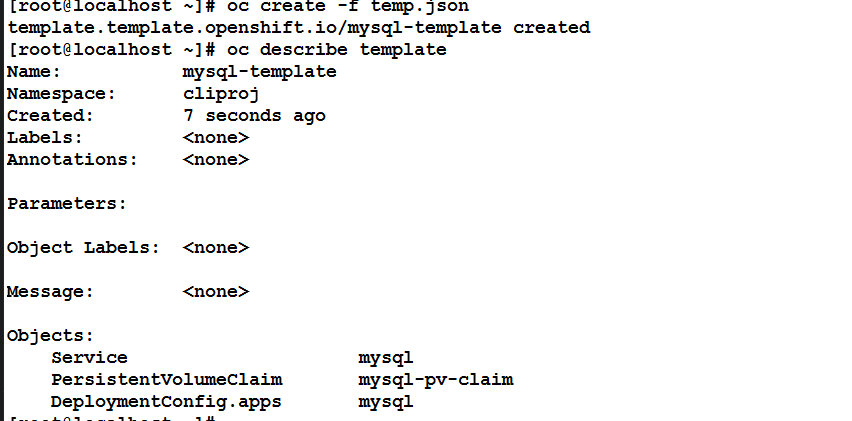 [root@localhost ~]# oc create -f temp.json
template.template.openshift.io/mysql-template created
[root@localhost ~]# oc describe template
Name:           mysql-template
Namespace:      cliproj
Created:        7 seconds ago
Labels:         <none>
Annotations:    <none>
Parameters:
Object Labels:  <none>
Message:        <none>
Objects:
    Service                     mysql
    PersistentVolumeClaim       mysql-pv-claim
    DeploymentConfig.apps       mysql